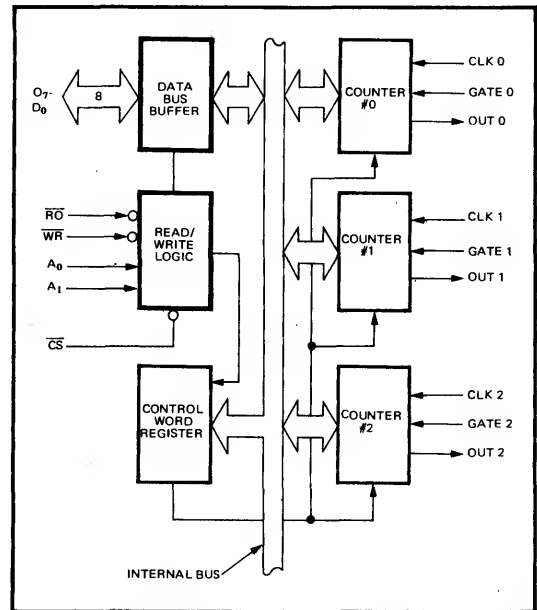 O₇-
D₀
8
DATA
BUS
BUFFER
COUNTER
#0
CLK 0
GATE 0
OUT 0
RO
WR
A₀
A₁
CS
READ/
WRITE
LOGIC
COUNTER
#1
CLK 1
GATE 1
OUT 1
CONTROL
WORD
REGISTER
COUNTER
#2
CLK 2
GATE 2
OUT 2
INTERNAL BUS